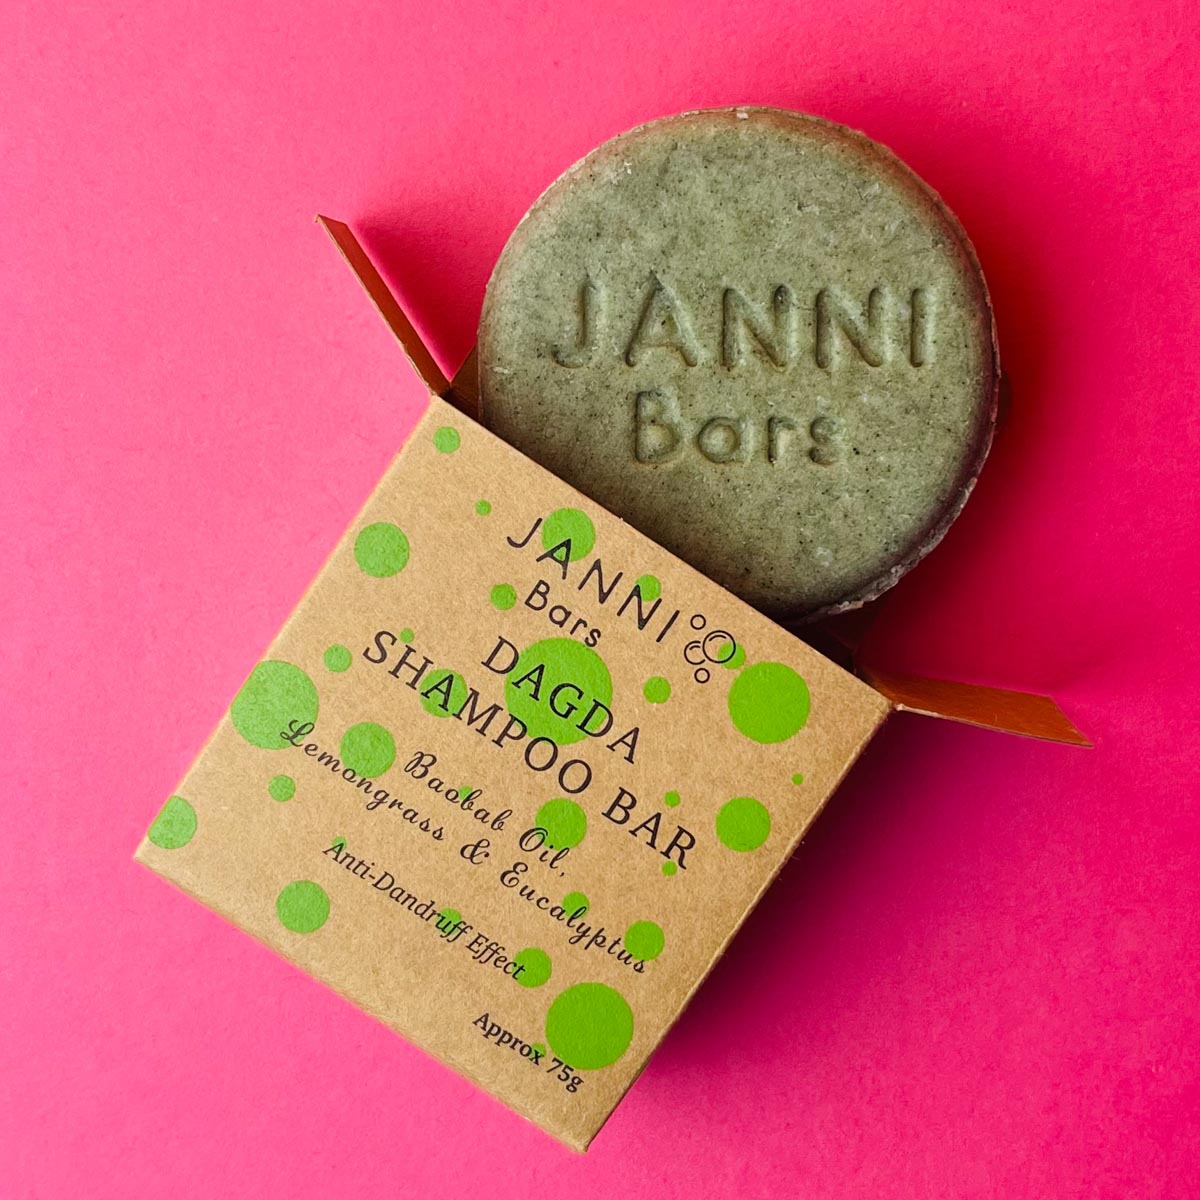 JANNI
Bars
JANNI
Bars
DAGDA
SHAMPOO BAR
Baobab Oil,
Lemongrass & Eucalyptus
Anti-Dandruff Effect
Approx 75g